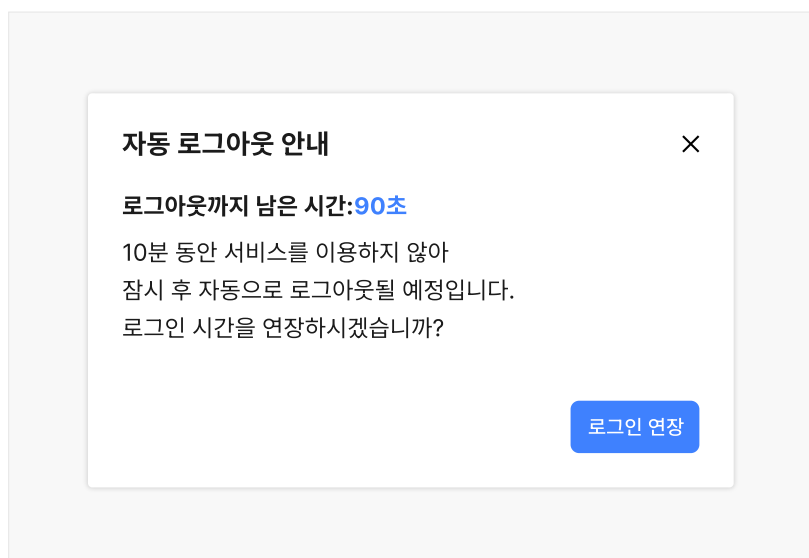 자동 로그아웃 안내
로그아웃까지 남은 시간:90초
10분 동안 서비스를 이용하지 않아
잠시 후 자동으로 로그아웃될 예정입니다.
로그인 시간을 연장하시겠습니까?
로그인 연장